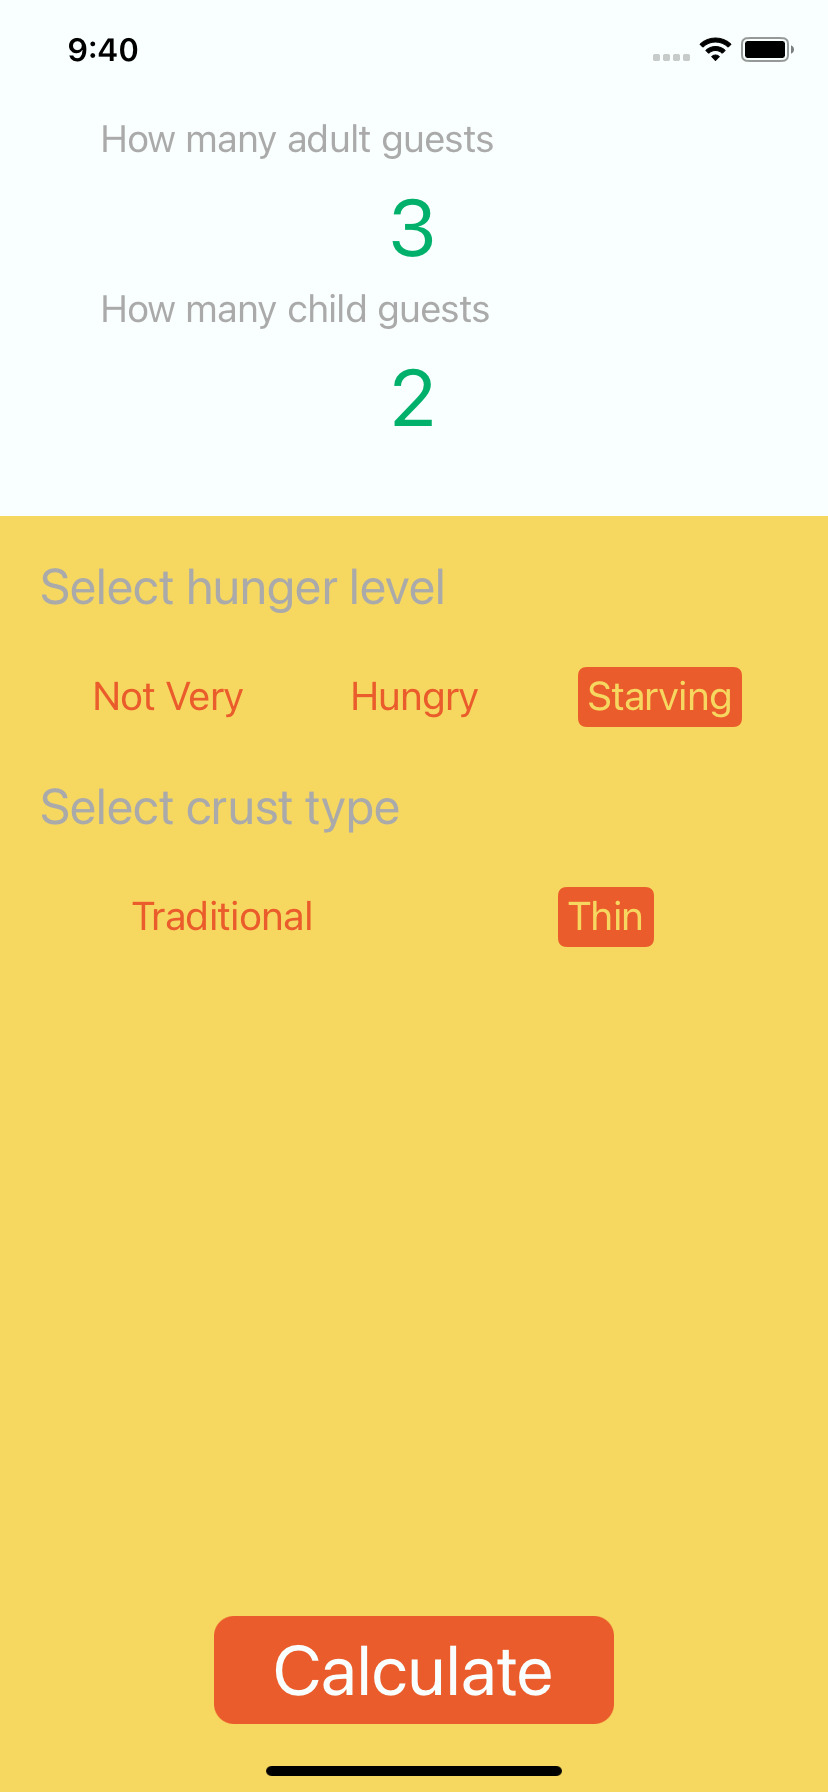 9:40
How many adult guests
3
How many child guests
2
Select hunger level
Not Very Hungry Starving
Select crust type
Traditional Thin
Calculate